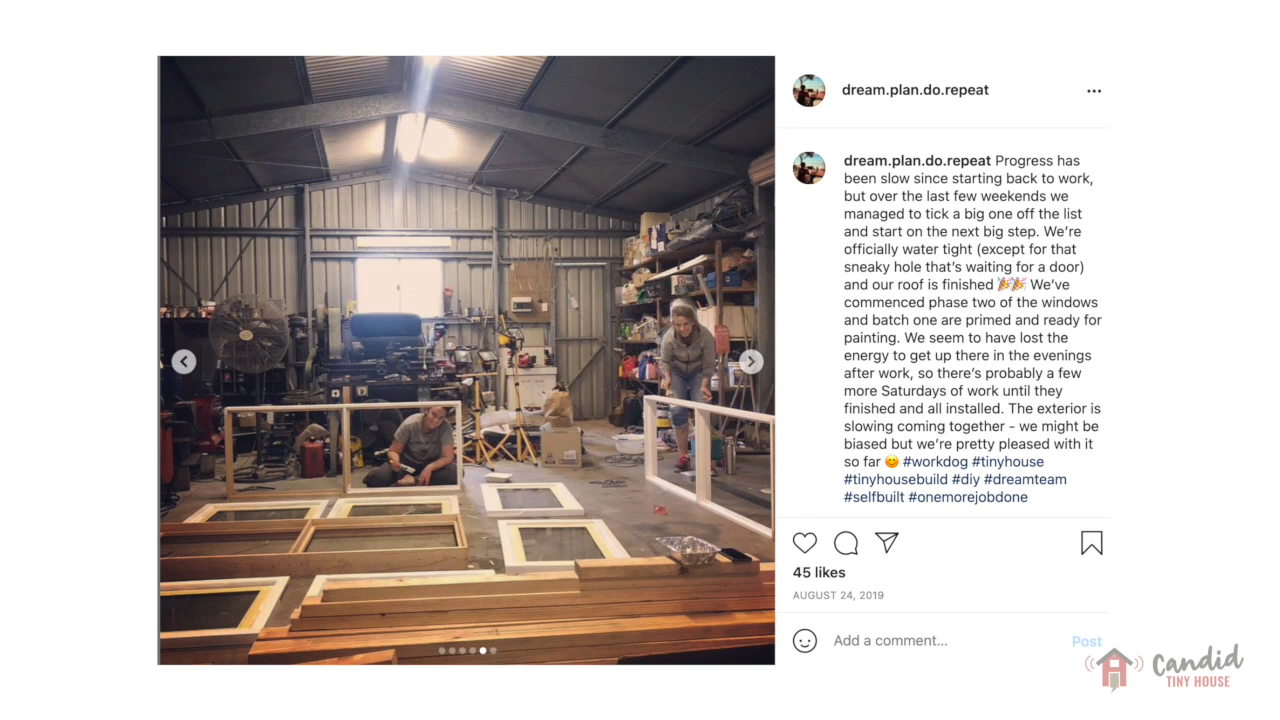 dream.plan.do.repeat
dream.plan.do.repeat Progress has
been slow since starting back to work,
but over the last few weekends we
managed to tick a big one off the list
and start on the next big step. We're
officially water tight (except for that
sneaky hole that's waiting for a door)
and our roof is finished 🎉🎉 We've
commenced phase two of the windows
and batch one are primed and ready for
painting. We seem to have lost the
energy to get up there in the evenings
after work, so there's probably a few
more Saturdays of work until they
finished and all installed. The exterior is
slowing coming together - we might be
biased but we're pretty pleased with it
so far 😊 #workdog #tinyhouse
#tinyhousebuild #diy #dreamteam
#selfbuilt #onemorejobdone
45 likes
AUGUST 24, 2019
Add a comment...
Post
Candid
TINY HOUSE